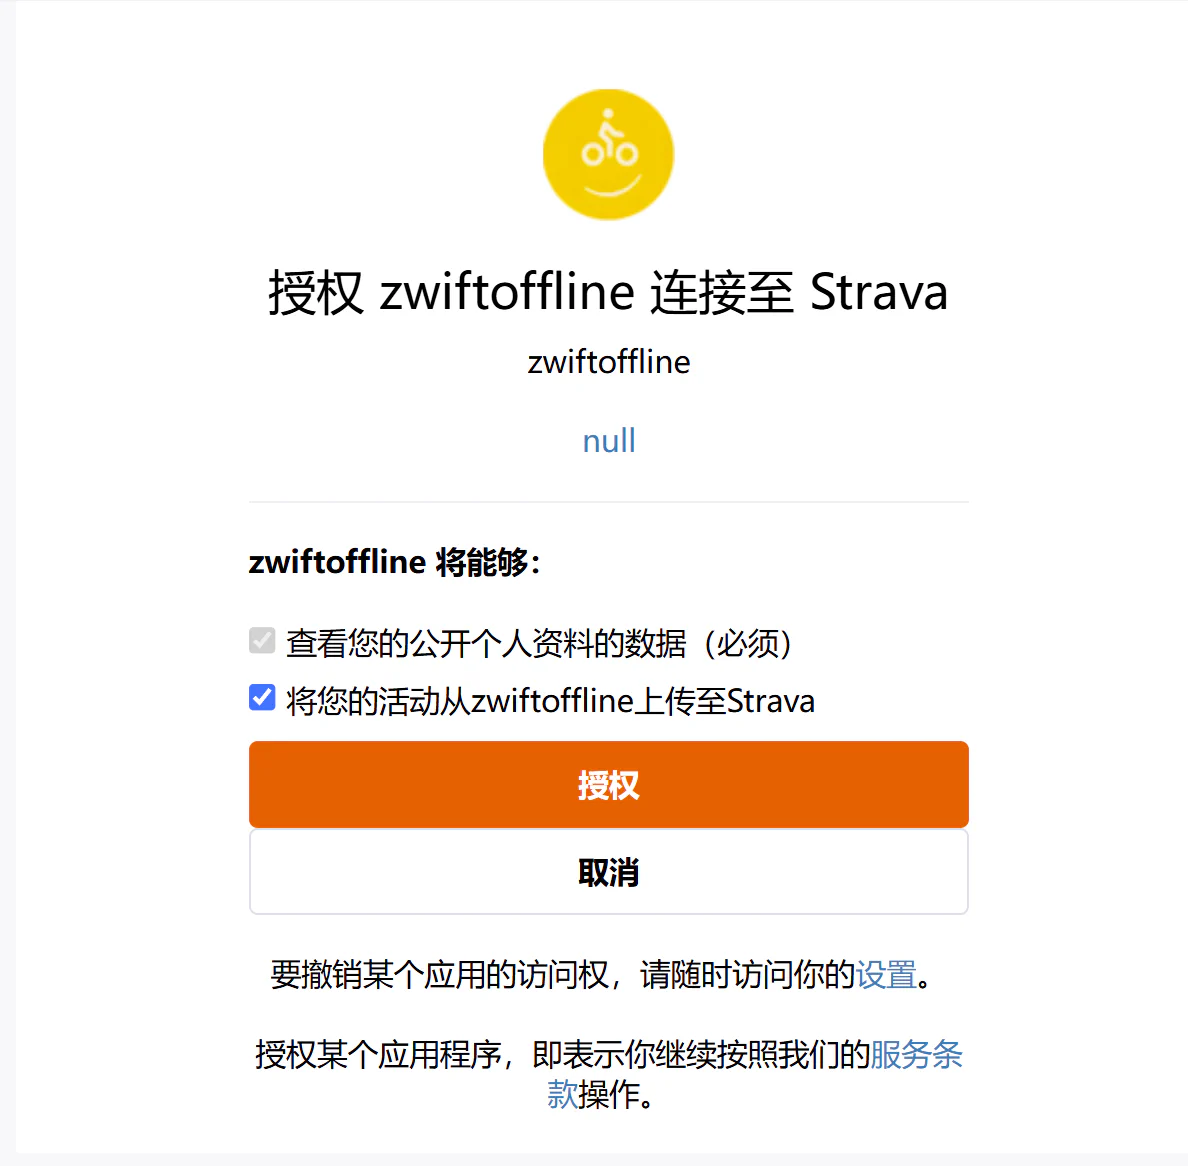 授权 zwiftoffline 连接至 Strava
zwiftoffline
null
zwiftoffline 将能够：
查看您的公开个人资料的数据（必须）
将您的活动从zwiftoffline上传至Strava
授权
取消
要撤销某个应用的访问权，请随时访问你的设置。
授权某个应用程序，即表示你继续按照我们的服务条
款操作。